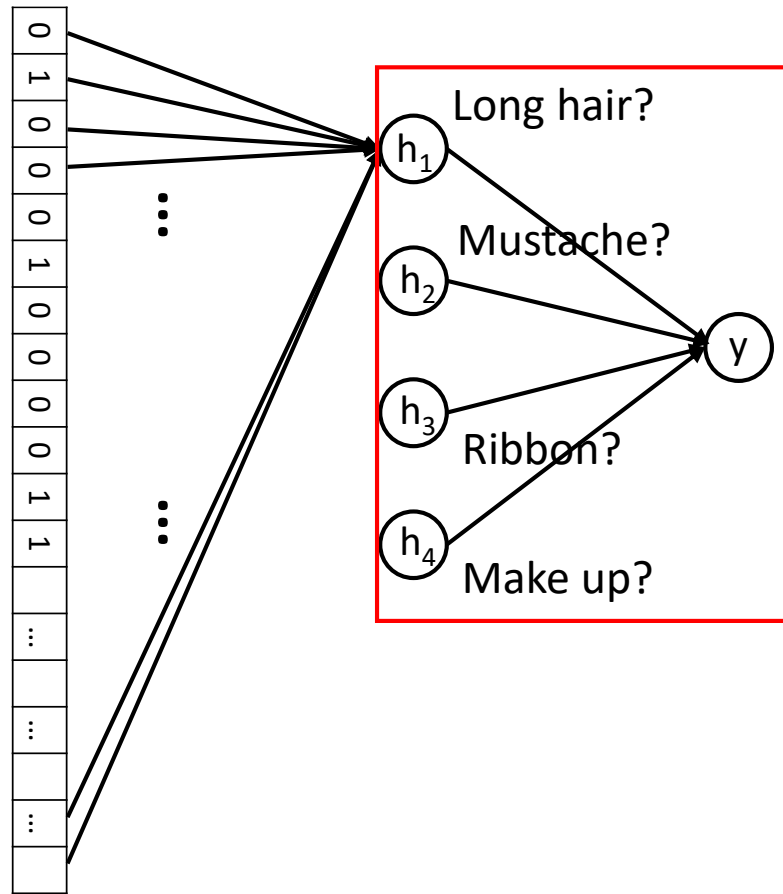 0
1
0
0
0
1
0
0
0
0
1
1
...
...
...
...
...
h₁
Long hair?
h₂
Mustache?
h₃
Ribbon?
h₄
Make up?
y